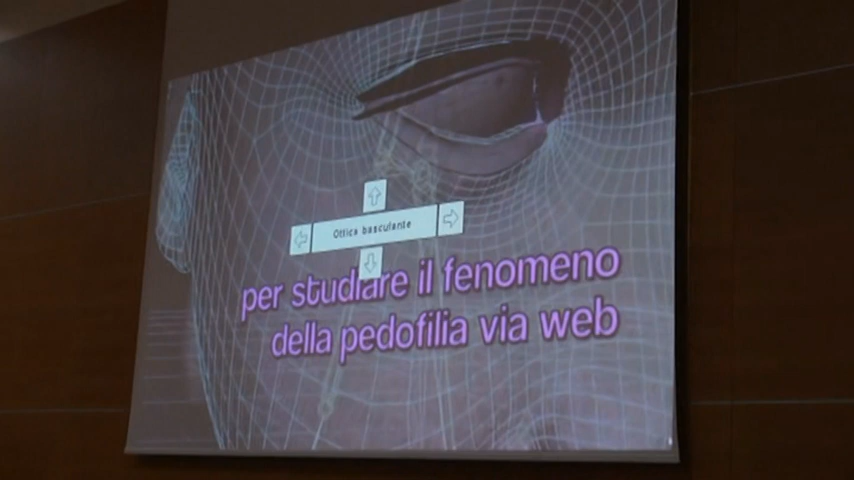 Ottica basculante
per studiare il fenomeno
della pedofilia via web